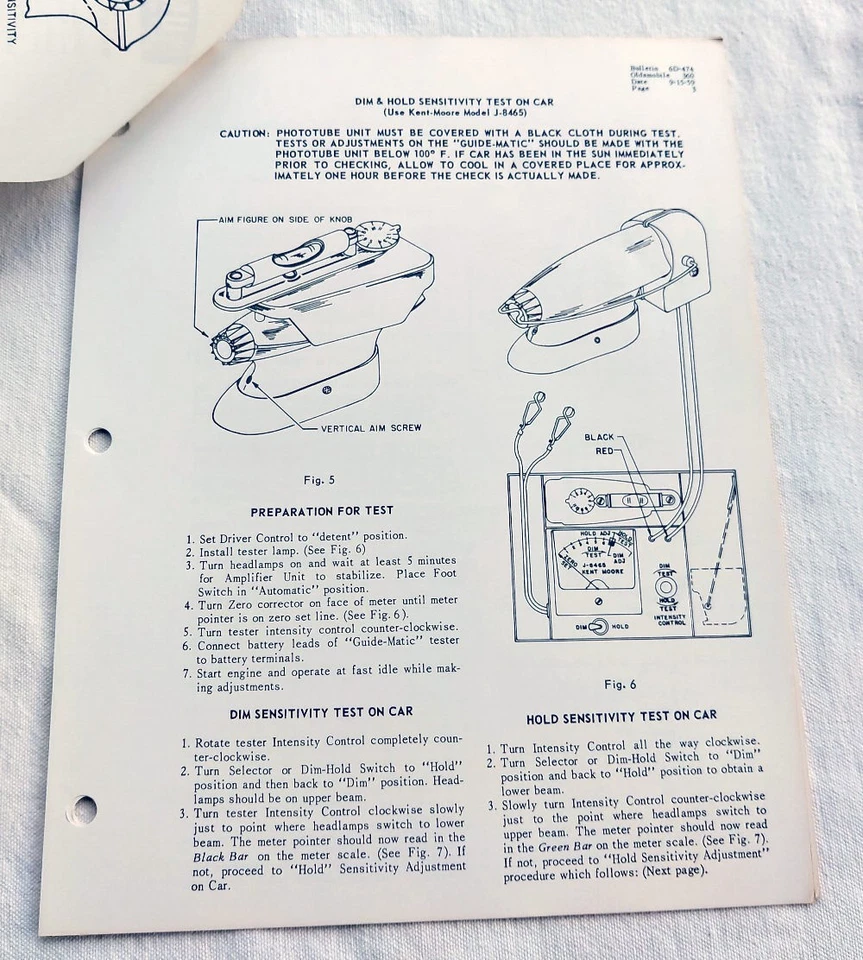 SITIVITY
Bulletin 6D-474
Oldsmobile 360
Date 9-15-59
Page 5
DIM & HOLD SENSITIVITY TEST ON CAR
(Use Kent-Moore Model J-8465)
CAUTION: PHOTOTUBE UNIT MUST BE COVERED WITH A BLACK CLOTH DURING TEST.
TESTS OR ADJUSTMENTS ON THE "GUIDE-MATIC" SHOULD BE MADE WITH THE
PHOTOTUBE UNIT BELOW 100° F. IF CAR HAS BEEN IN THE SUN IMMEDIATELY
PRIOR TO CHECKING, ALLOW TO COOL IN A COVERED PLACE FOR APPROX-
IMATELY ONE HOUR BEFORE THE CHECK IS ACTUALLY MADE.
AIM FIGURE ON SIDE OF KNOB
VERTICAL AIM SCREW
Fig. 5
PREPARATION FOR TEST
1. Set Driver Control to "detent" position.
2. Install tester lamp. (See Fig. 6)
3. Turn headlamps on and wait at least 5 minutes
for Amplifier Unit to stabilize. Place Foot
Switch in "Automatic" position.
4. Turn Zero corrector on face of meter until meter
pointer is on zero set line. (See Fig. 6).
5. Turn tester intensity control counter-clockwise.
6. Connect battery leads of "Guide-Matic" tester
to battery terminals.
7. Start engine and operate at fast idle while mak-
ing adjustments.
DIM SENSITIVITY TEST ON CAR
1. Rotate tester Intensity Control completely coun-
ter-clockwise.
2. Turn Selector or Dim-Hold Switch to "Hold"
position and then back to "Dim" position. Head-
lamps should be on upper beam.
3. Turn tester Intensity Control clockwise slowly
just to point where headlamps switch to lower
beam. The meter pointer should now read in the
Black Bar on the meter scale. (See Fig. 7). If
not, proceed to "Hold" Sensitivity Adjustment
on Car.
BLACK
RED
HOLD ADJ
HOLD
TEST
DIM
TEST
DIM
ADJ
ZERO
SET
J-8465
KENT MOORE
DIM
TEST
HOLD
TEST
INTENSITY
CONTROL
DIM HOLD
Fig. 6
HOLD SENSITIVITY TEST ON CAR
1. Turn Intensity Control all the way clockwise.
2. Turn Selector or Dim-Hold Switch to "Dim"
position and back to "Hold" position to obtain a
lower beam.
3. Slowly turn Intensity Control counter-clockwise
just to the point where headlamps switch to
upper beam. The meter pointer should now read
in the Green Bar on the meter scale. (See Fig. 7).
If not, proceed to "Hold Sensitivity Adjustment"
procedure which follows: (Next page).